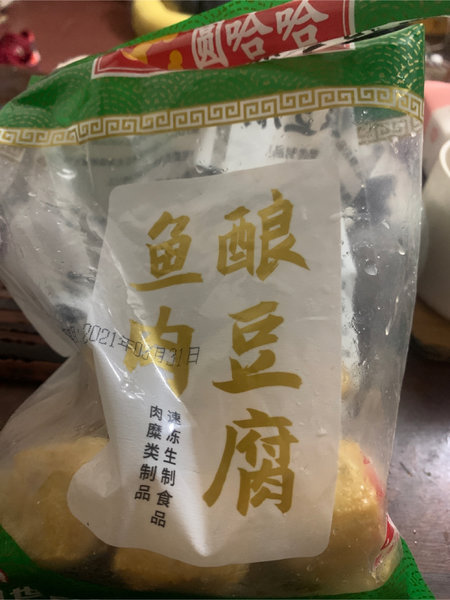 圆哈哈
鱼肉
酿豆腐
2021年03月31日
速冻生制食品
肉糜类制品